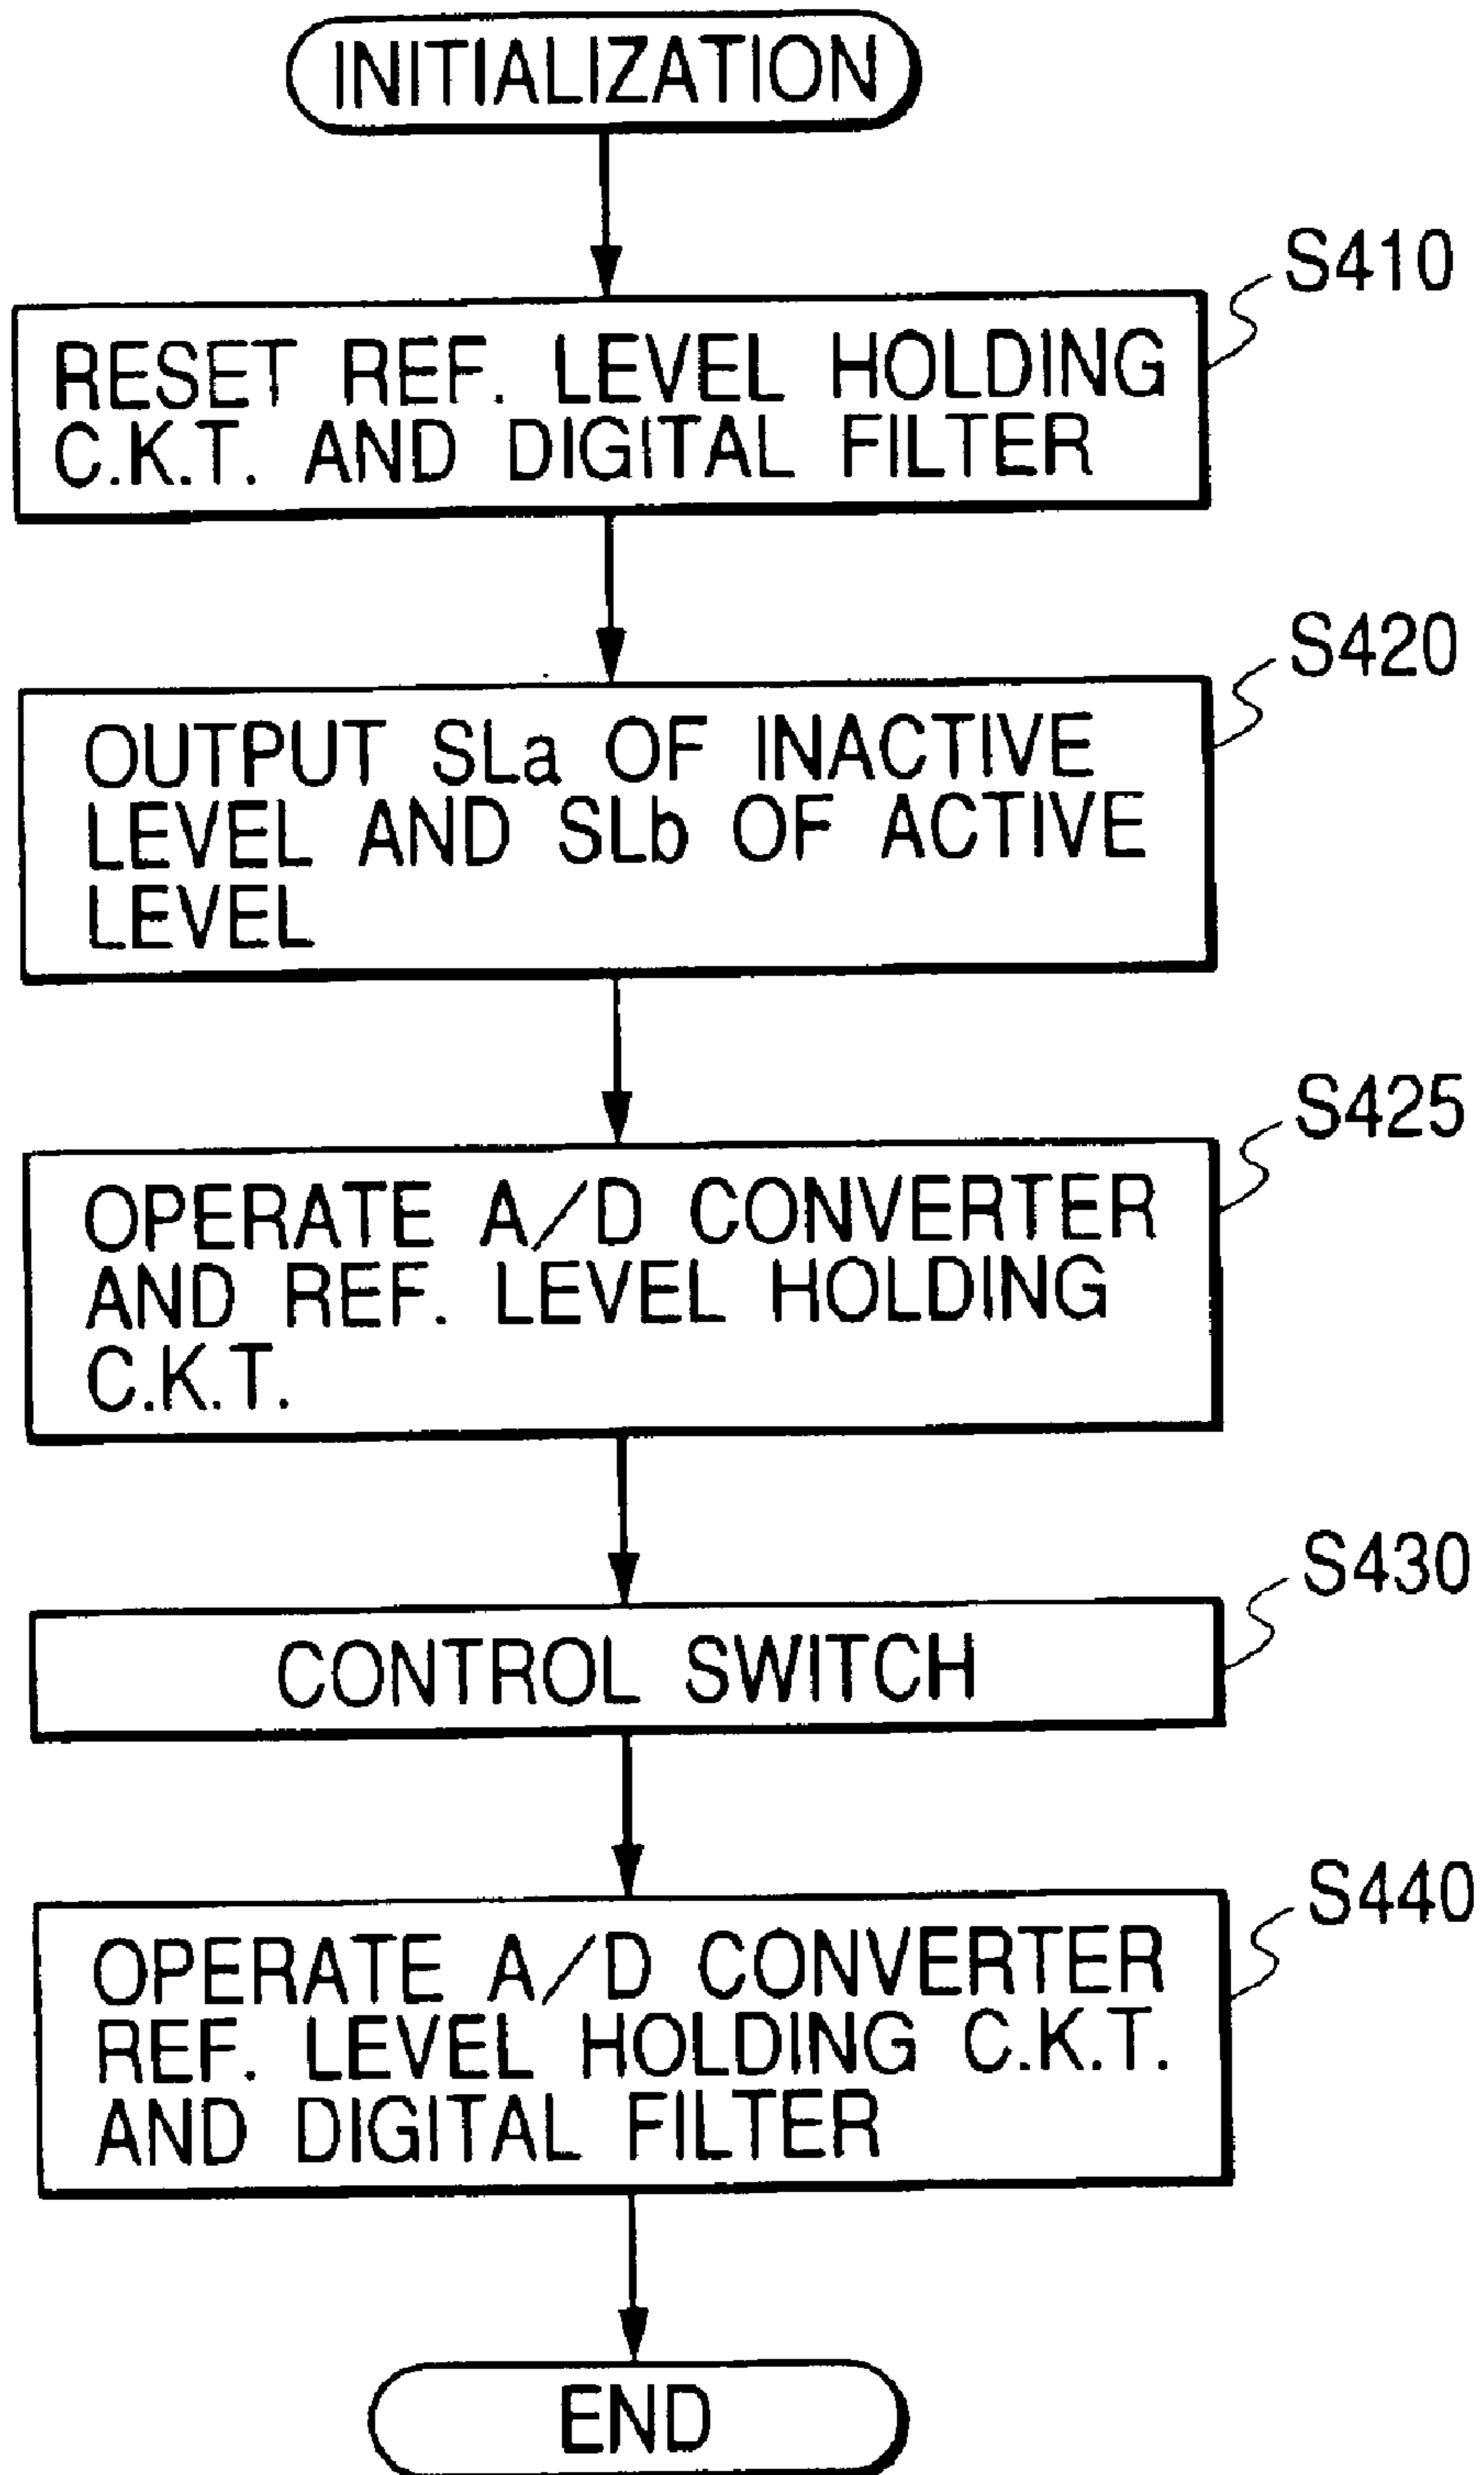 INITIALIZATION
S410
RESET REF. LEVEL HOLDING
C.K.T. AND DIGITAL FILTER
S420
OUTPUT SLa OF INACTIVE
LEVEL AND SLb OF ACTIVE
LEVEL
S425
OPERATE A/D CONVERTER
AND REF. LEVEL HOLDING
C.K.T.
S430
CONTROL SWITCH
S440
OPERATE A/D CONVERTER
REF. LEVEL HOLDING C.K.T.
AND DIGITAL FILTER
END